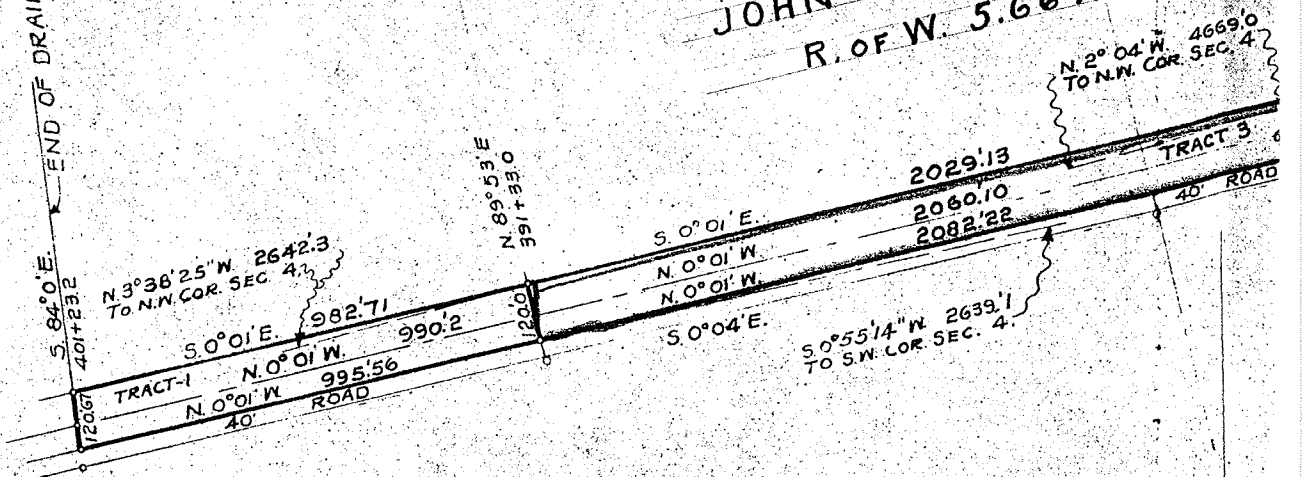 JOHN
R. OF W. 5.66
END OF DRAI
S. 84°0'E.
401+23.2
N. 3°38'25"W. 2642.3
TO N.W. COR. SEC. 4.
N. 89°53'E
391+33.0
N. 2°04'W. 4669.'0
TO N.W. COR. SEC. 4
S. 0°01'E. 982.'71
N. 0°01'W. 990.'2
TRACT-1
N. 0°01'W. 995.'56
40' ROAD
120.67
120.'0
S. 0°01'E. 2029.'13
N. 0°01'W. 2060.'10
N. 0°01'W. 2082.'22
S. 0°04'E.
S. 0°55'14"W. 2639.'1
TO S.W. COR. SEC. 4.
TRACT 3
40' ROAD